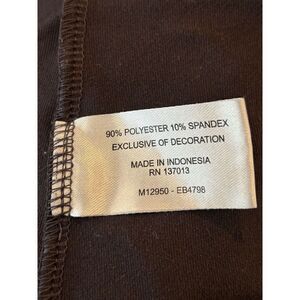 90% POLYESTER 10% SPANDEX
EXCLUSIVE OF DECORATION
MADE IN INDONESIA
RN 137013
M12950 - EB4798